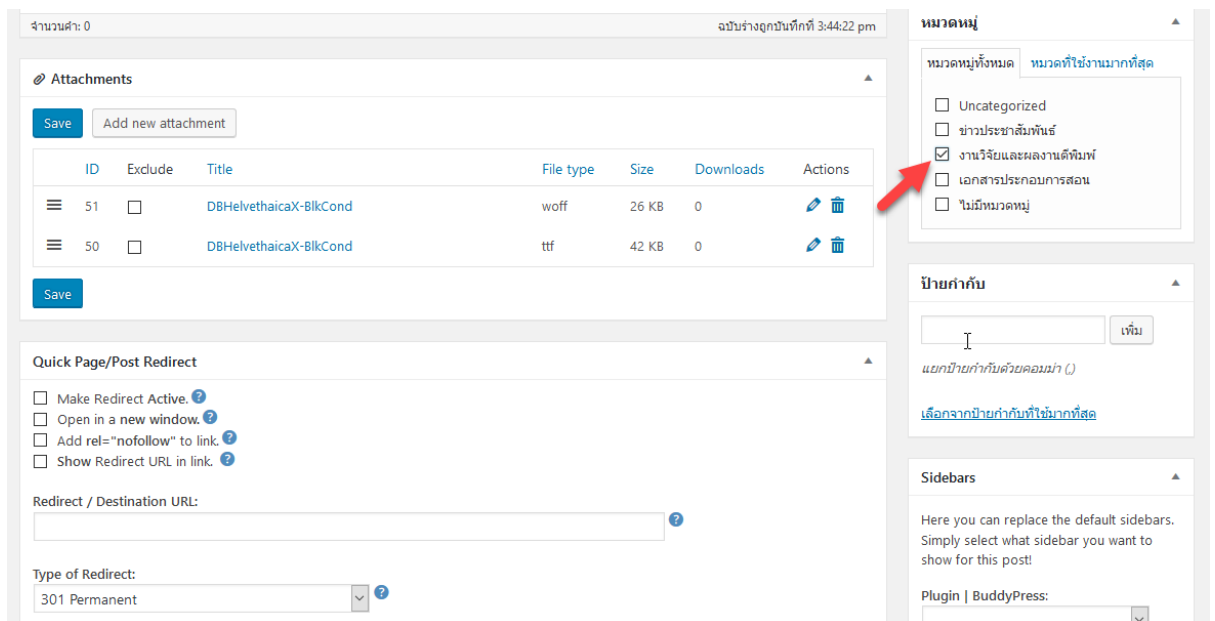 จำนวนคำ: 0
ฉบับร่างถูกบันทึกที่ 3:44:22 pm
Attachments
Save Add new attachment
ID Exclude Title File type Size Downloads Actions
51 DBHelvethaicaX-BlkCond woff 26 KB 0
50 DBHelvethaicaX-BlkCond ttf 42 KB 0
Save
Quick Page/Post Redirect
Make Redirect Active. ?
Open in a new window. ?
Add rel="nofollow" to link. ?
Show Redirect URL in link. ?
Redirect / Destination URL:
?
Type of Redirect:
301 Permanent ?
หมวดหมู่
หมวดหมู่ทั้งหมด หมวดที่ใช้งานมากที่สุด
Uncategorized
ข่าวประชาสัมพันธ์
งานวิจัยและผลงานตีพิมพ์
เอกสารประกอบการสอน
ไม่มีหมวดหมู่
ป้ายกำกับ
เพิ่ม
แยกป้ายกำกับด้วยคอมม่า (,)
เลือกจากป้ายกำกับที่ใช้มากที่สุด
Sidebars
Here you can replace the default sidebars.
Simply select what sidebar you want to
show for this post!
Plugin | BuddyPress: